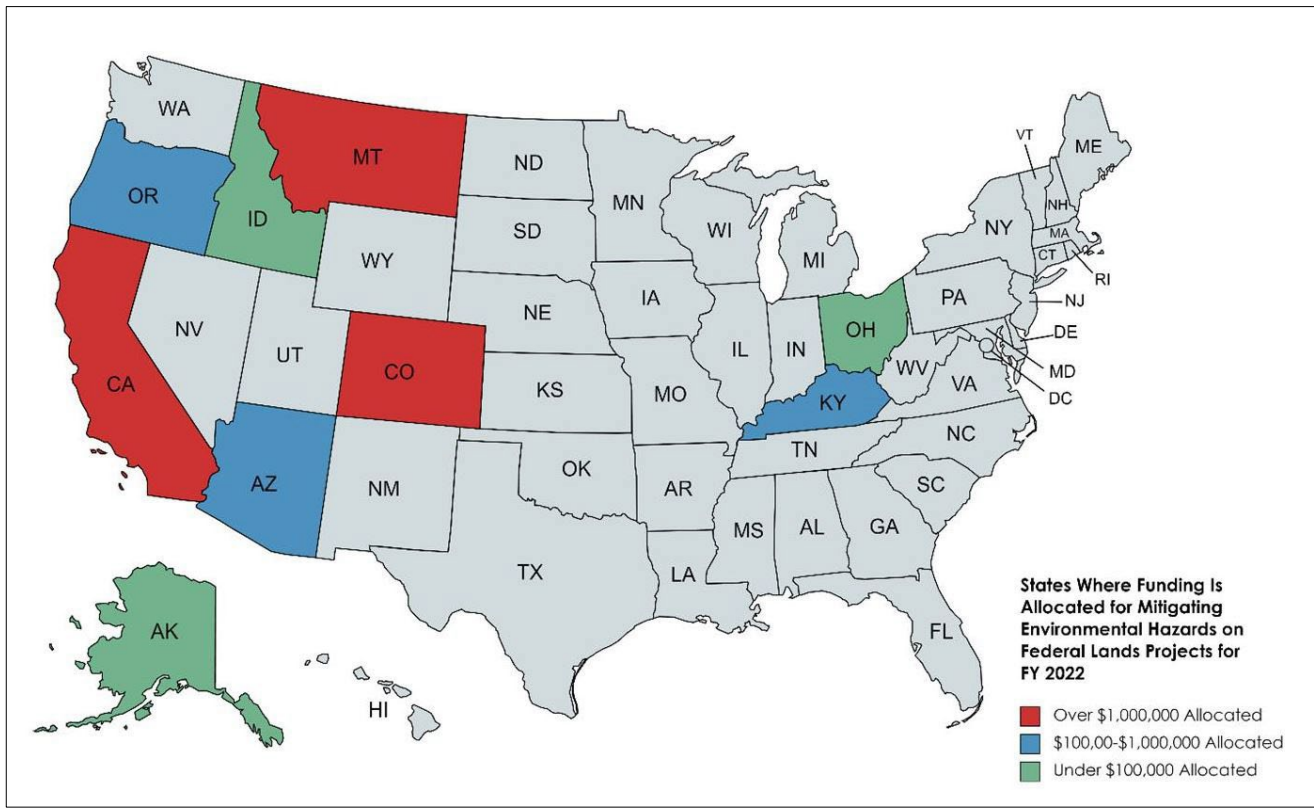 WA
MT
ND
MN
VT
ME
OR
ID
SD
WI
NY
NH
MA
WY
MI
CT
RI
IA
PA
NJ
NE
NV
OH
DE
UT
IL
IN
CA
CO
WV
MD
KS
MO
VA
DC
KY
NC
TN
AZ
NM
OK
AR
SC
MS
AL
GA
TX
LA
AK
FL
HI
States Where Funding Is
Allocated for Mitigating
Environmental Hazards on
Federal Lands Projects for
FY 2022
Over $1,000,000 Allocated
$100,00-$1,000,000 Allocated
Under $100,000 Allocated